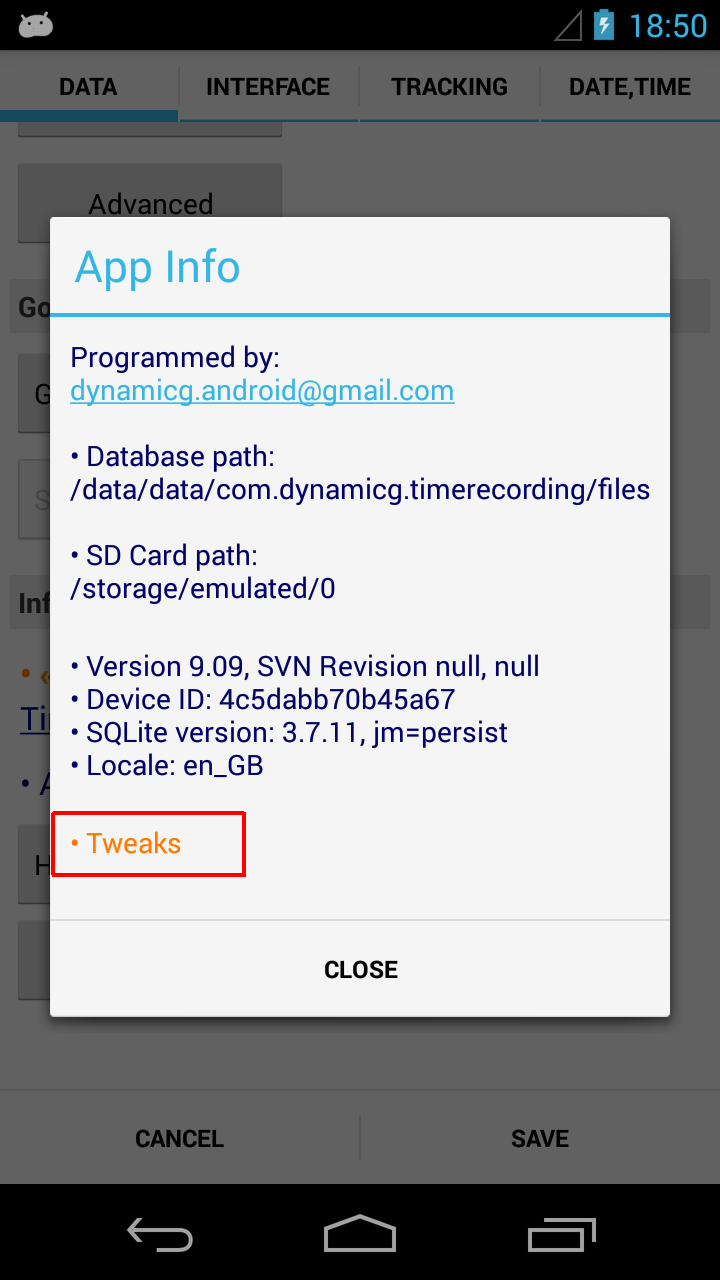 18:50
DATA INTERFACE TRACKING DATE,TIME
Advanced
App Info
Go
Programmed by:
dynamicg.android@gmail.com
G
• Database path:
/data/data/com.dynamicg.timerecording/files
S
• SD Card path:
/storage/emulated/0
Inf
• Version 9.09, SVN Revision null, null
• «
• Device ID: 4c5dabb70b45a67
Ti
• SQLite version: 3.7.11, jm=persist
• Locale: en_GB
• A
• Tweaks
H
CLOSE
CANCEL SAVE